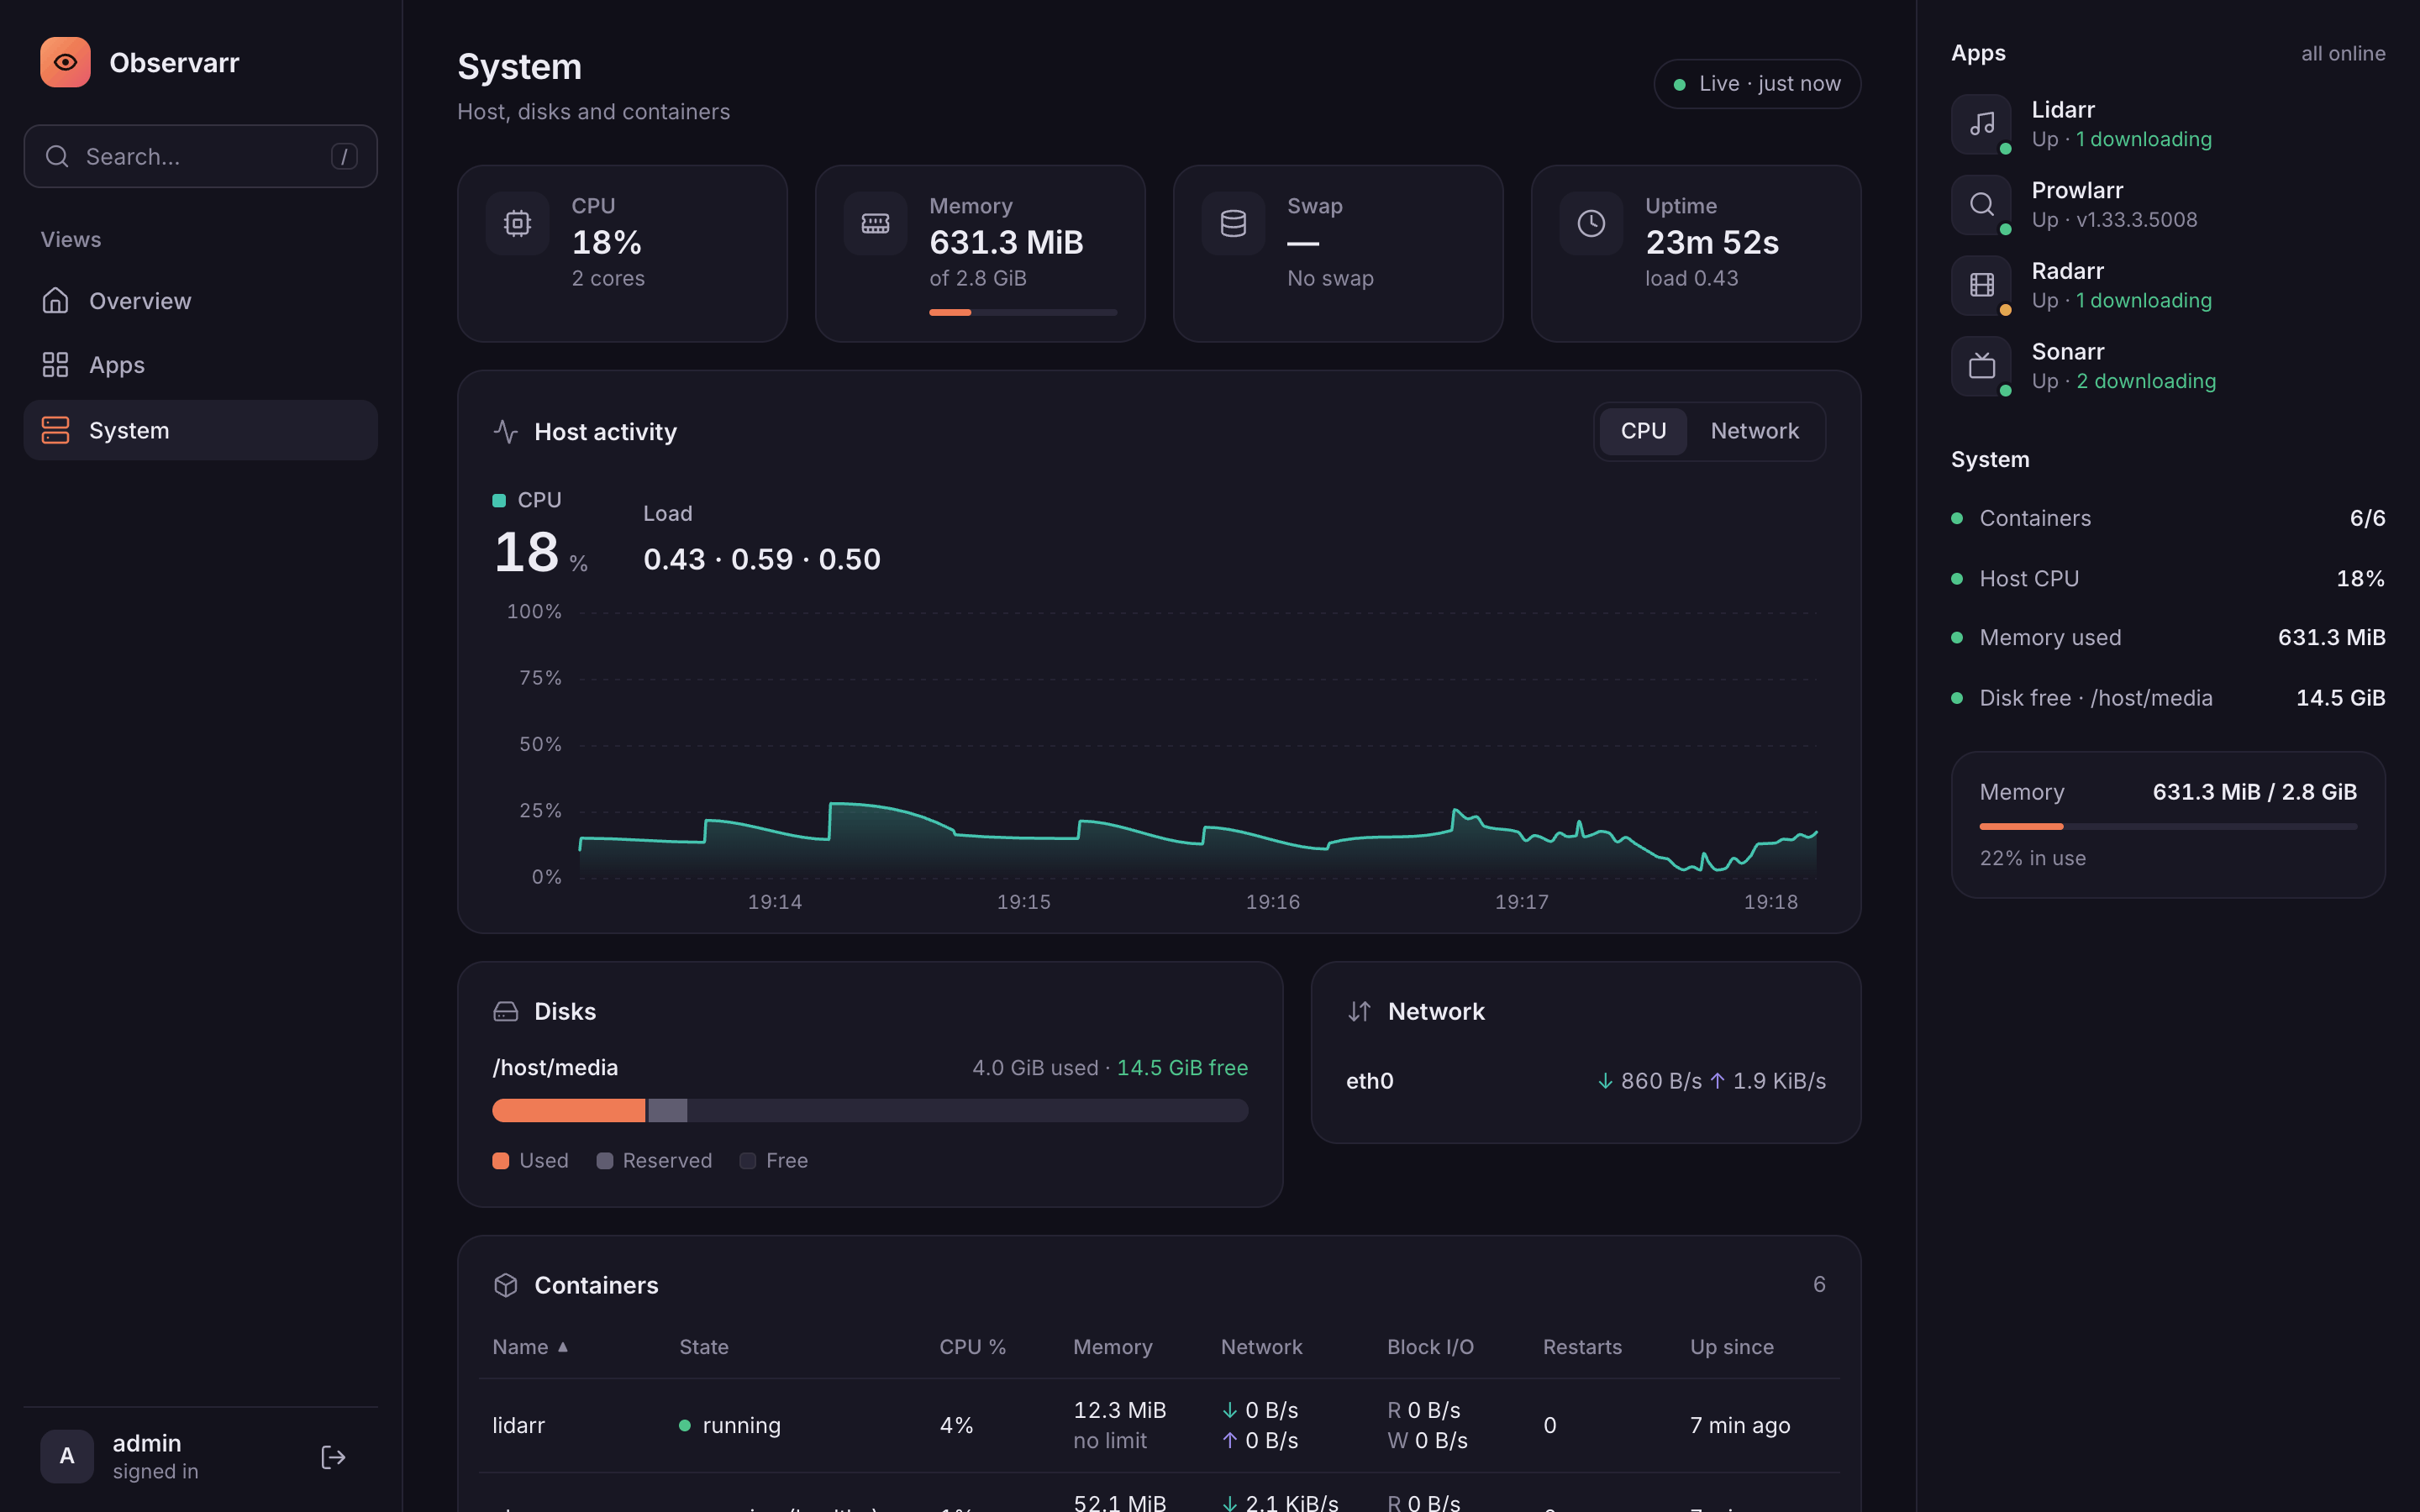 Observarr
Search...
/
Views
Overview
Apps
System
A
admin
signed in
System
Host, disks and containers
Live · just now
CPU
18%
2 cores
Memory
631.3 MiB
of 2.8 GiB
Swap
—
No swap
Uptime
23m 52s
load 0.43
Host activity
CPU Network
CPU
18 %
Load
0.43 · 0.59 · 0.50
100%
75%
50%
25%
0%
19:14 19:15 19:16 19:17 19:18
Disks
/host/media 4.0 GiB used · 14.5 GiB free
Used Reserved Free
Network
eth0 ↓ 860 B/s ↑ 1.9 KiB/s
Containers 6
Name ▲ State CPU % Memory Network Block I/O Restarts Up since
lidarr running 4% 12.3 MiB ↓ 0 B/s R 0 B/s 0 7 min ago
no limit ↑ 0 B/s W 0 B/s
52.1 MiB ↓ 2.1 KiB/s R 0 B/s
Apps all online
Lidarr
Up · 1 downloading
Prowlarr
Up · v1.33.3.5008
Radarr
Up · 1 downloading
Sonarr
Up · 2 downloading
System
Containers 6/6
Host CPU 18%
Memory used 631.3 MiB
Disk free · /host/media 14.5 GiB
Memory 631.3 MiB / 2.8 GiB
22% in use